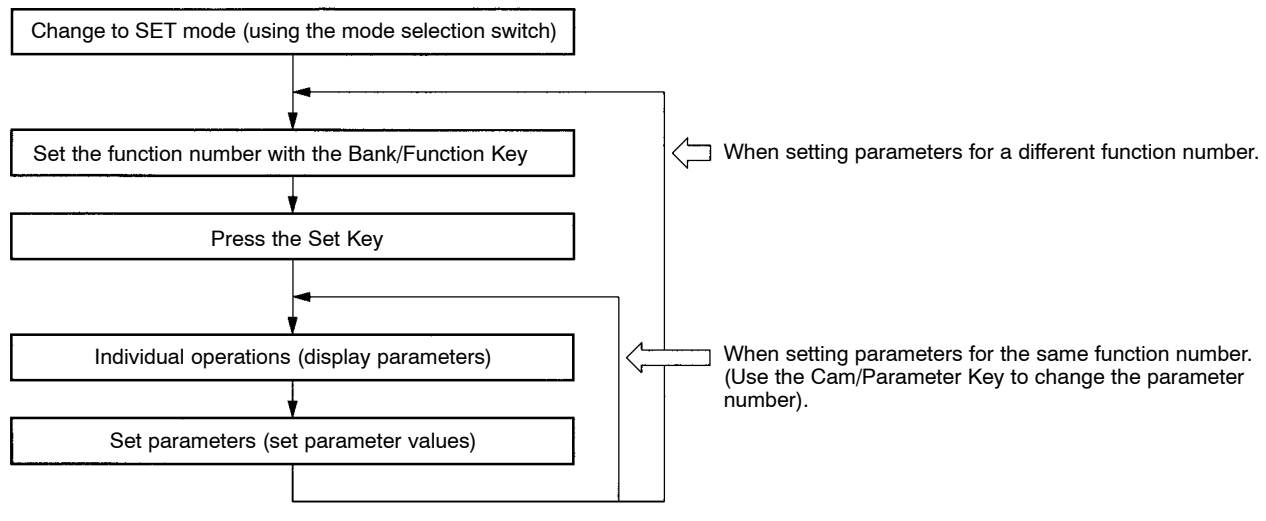 Change to SET mode (using the mode selection switch)
Set the function number with the Bank/Function Key
When setting parameters for a different function number.
Press the Set Key
Individual operations (display parameters)
When setting parameters for the same function number.
(Use the Cam/Parameter Key to change the parameter
number).
Set parameters (set parameter values)